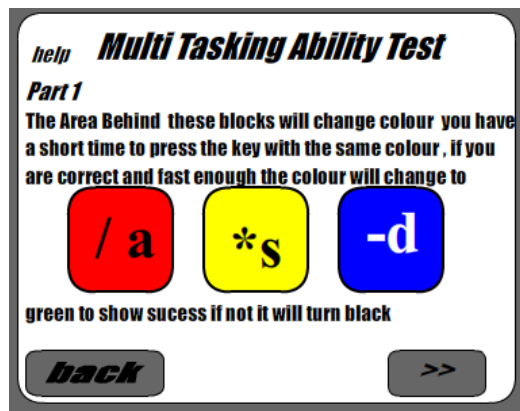 help Multi Tasking Ability Test
Part 1
The Area Behind these blocks will change colour you have
a short time to press the key with the same colour , if you
are correct and fast enough the colour will change to
/ a *s -d
green to show sucess if not it will turn black
back >>